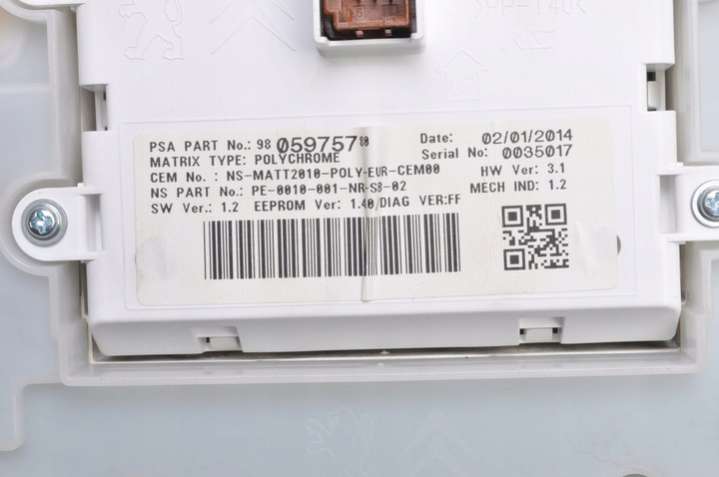 PSA PART No.: 98 059757 80
Date: 02/01/2014
MATRIX TYPE: POLYCHROME
Serial No: 0035017
CEM No. : NS-MATT2010-POLY-EUR-CEM00
HW Ver: 3.1
NS PART No.: PE-0010-001-NR-S8-02
MECH IND: 1.2
SW Ver.: 1.2 EEPROM Ver: 1.40 DIAG VER:FF